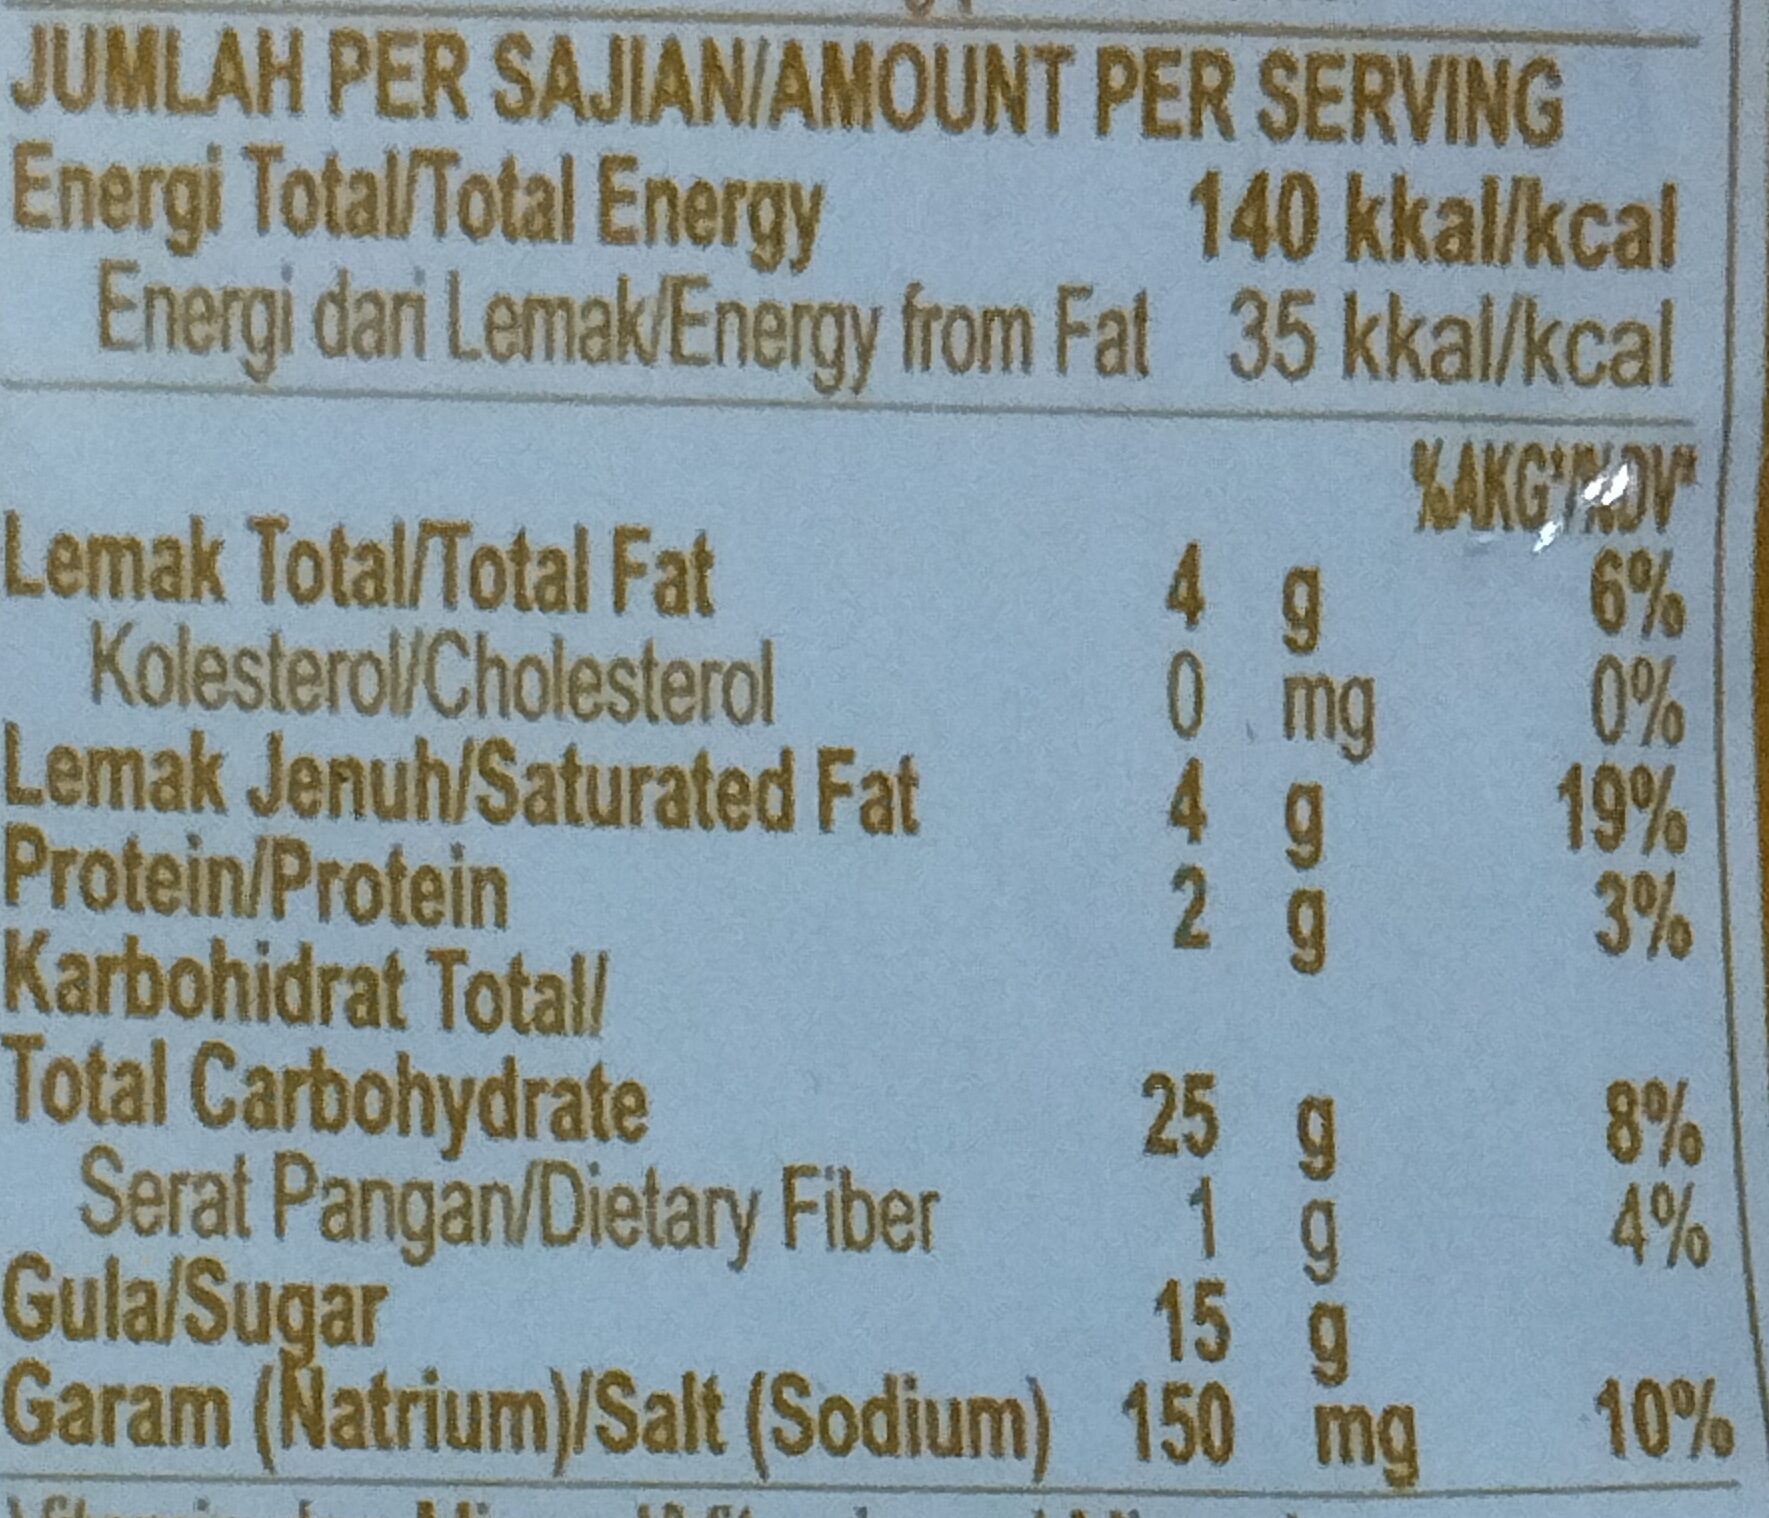 JUMLAH PER SAJIAN/AMOUNT PER SERVING
Energi Total/Total Energy 140 kkal/kcal
Energi dari Lemak/Energy from Fat 35 kkal/kcal
%AKG*/%DV*
Lemak Total/Total Fat 4 g 6%
Kolesterol/Cholesterol 0 mg 0%
Lemak Jenuh/Saturated Fat 4 g 19%
Protein/Protein 2 g 3%
Karbohidrat Total/
Total Carbohydrate 25 g 8%
Serat Pangan/Dietary Fiber 1 g 4%
Gula/Sugar 15 g
Garam (Natrium)/Salt (Sodium) 150 mg 10%